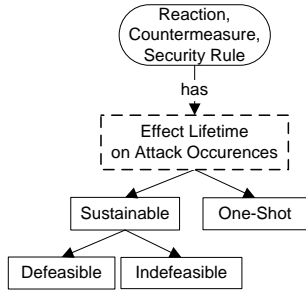 Reaction,
Countermeasure,
Security Rule
has
Effect Lifetime
on Attack Occurences
Sustainable
One-Shot
Defeasible
Indefeasible